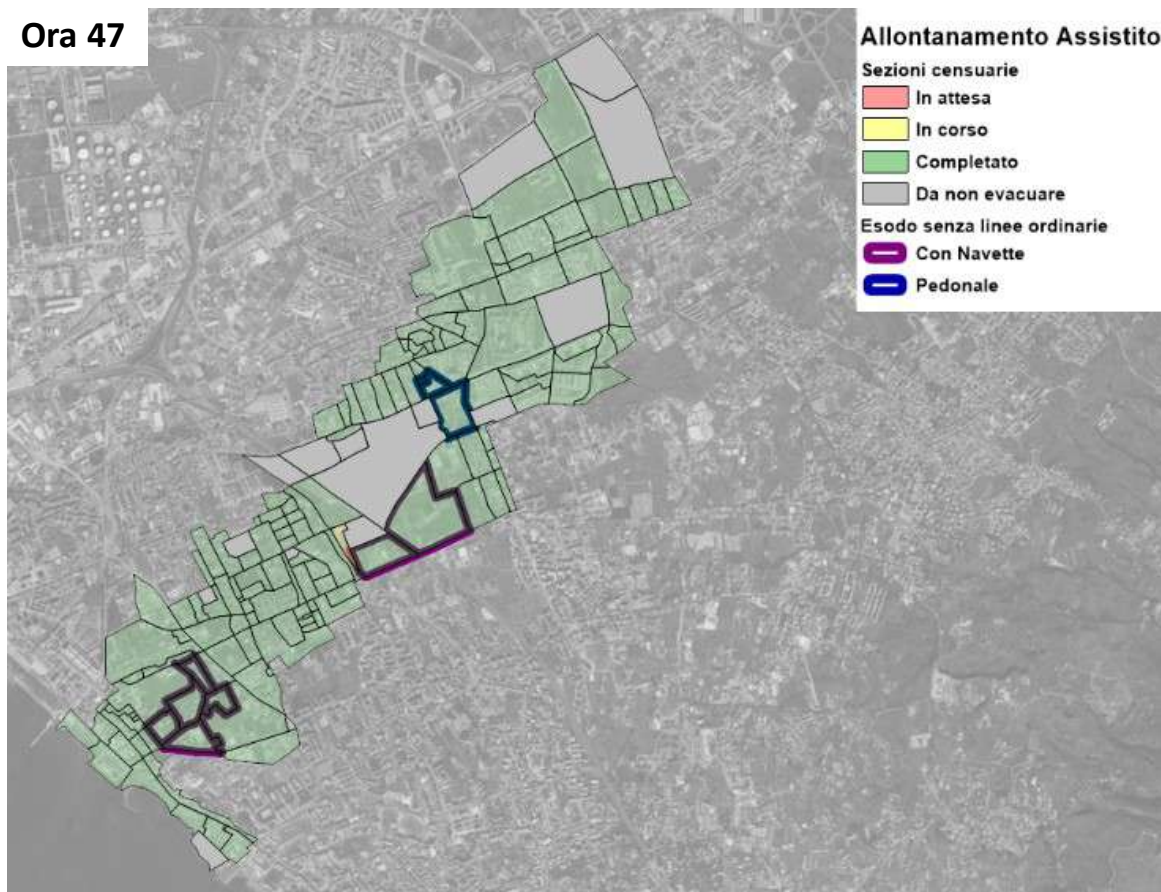 Ora 47
Allontanamento Assistito
Sezioni censuarie
In attesa
In corso
Completato
Da non evacuare
Esodo senza linee ordinarie
Con Navette
Pedonale